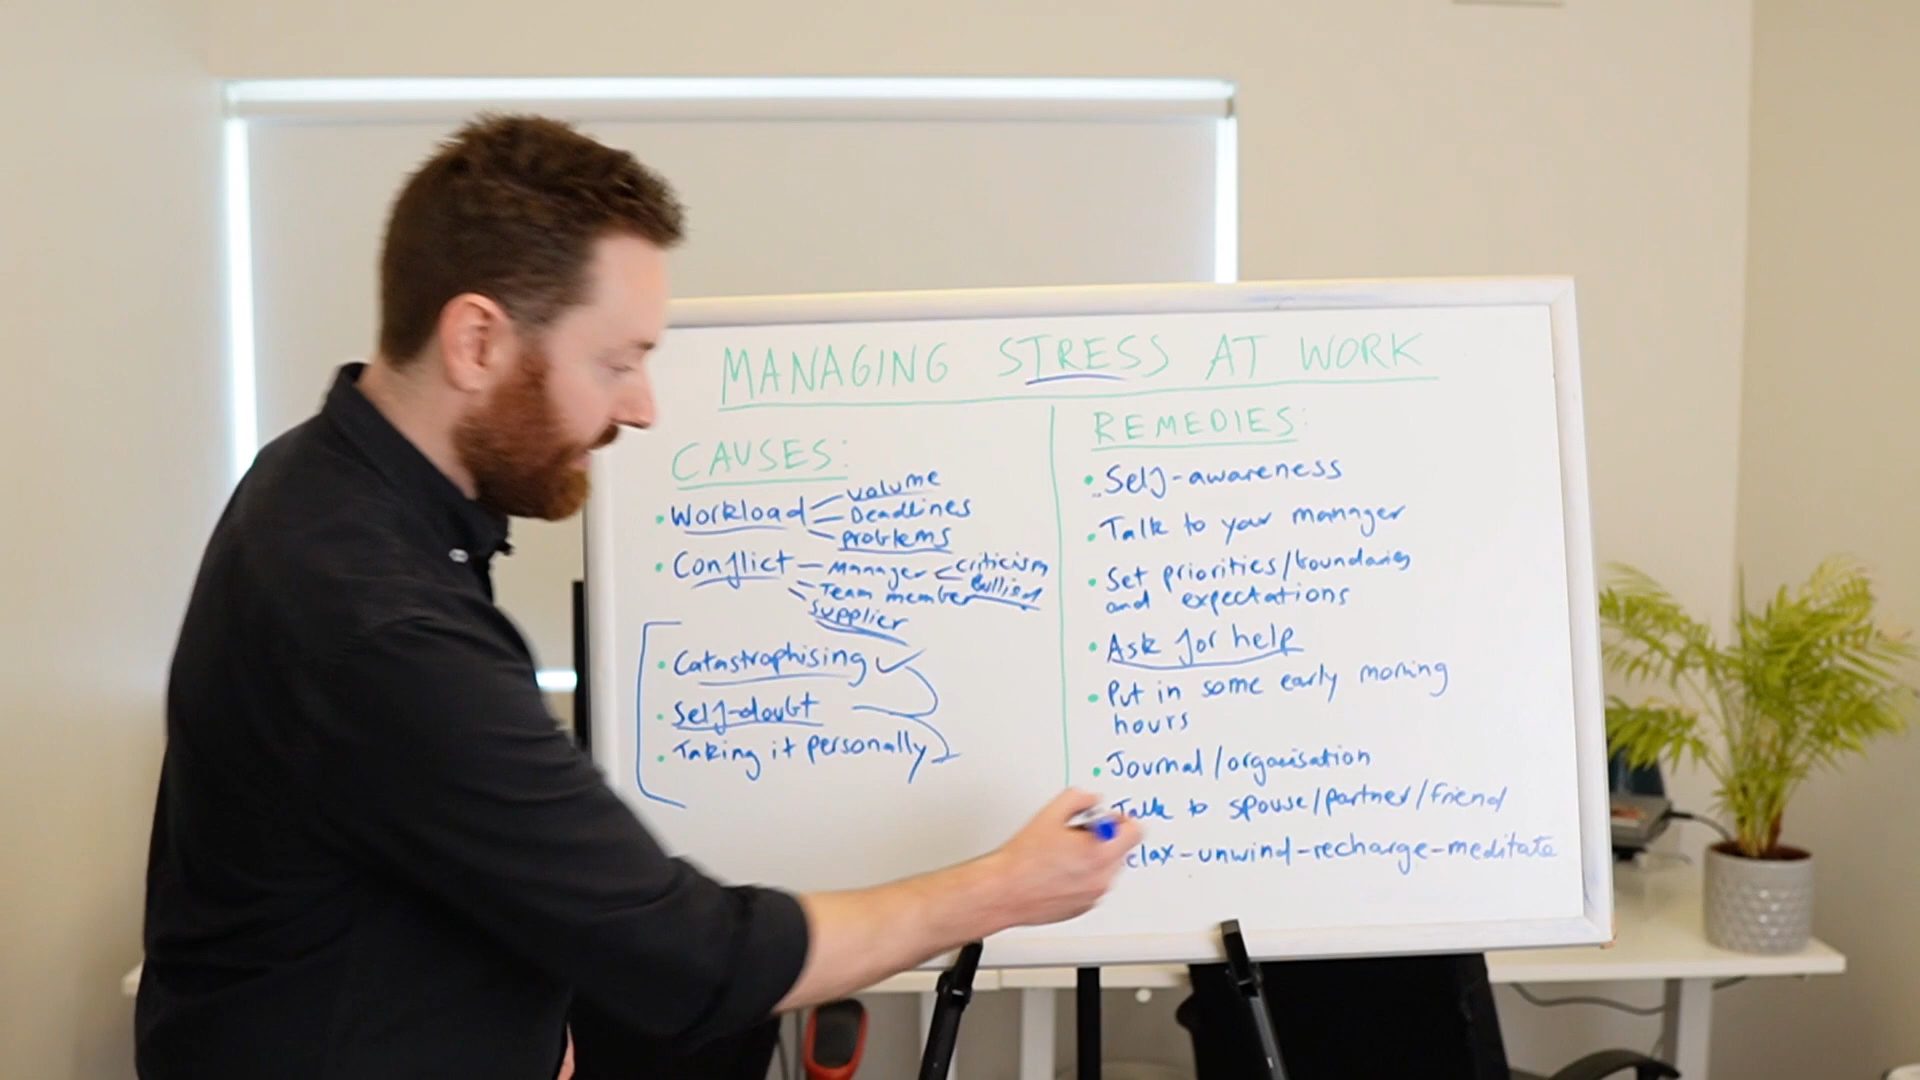 MANAGING STRESS AT WORK
CAUSES:
• Workload
volume
Deadlines
problems
• Conflict
Manager
criticism
Team member
supplier
• Catastrophising
• Self-doubt
• Taking it personally
REMEDIES:
• Self-awareness
• Talk to your manager
• Set priorities/boundaries
and expectations
• Ask for help
• Put in some early morning
hours
• Journal/organisation
Talk to spouse/partner/friend
elax-unwind-recharge-meditate